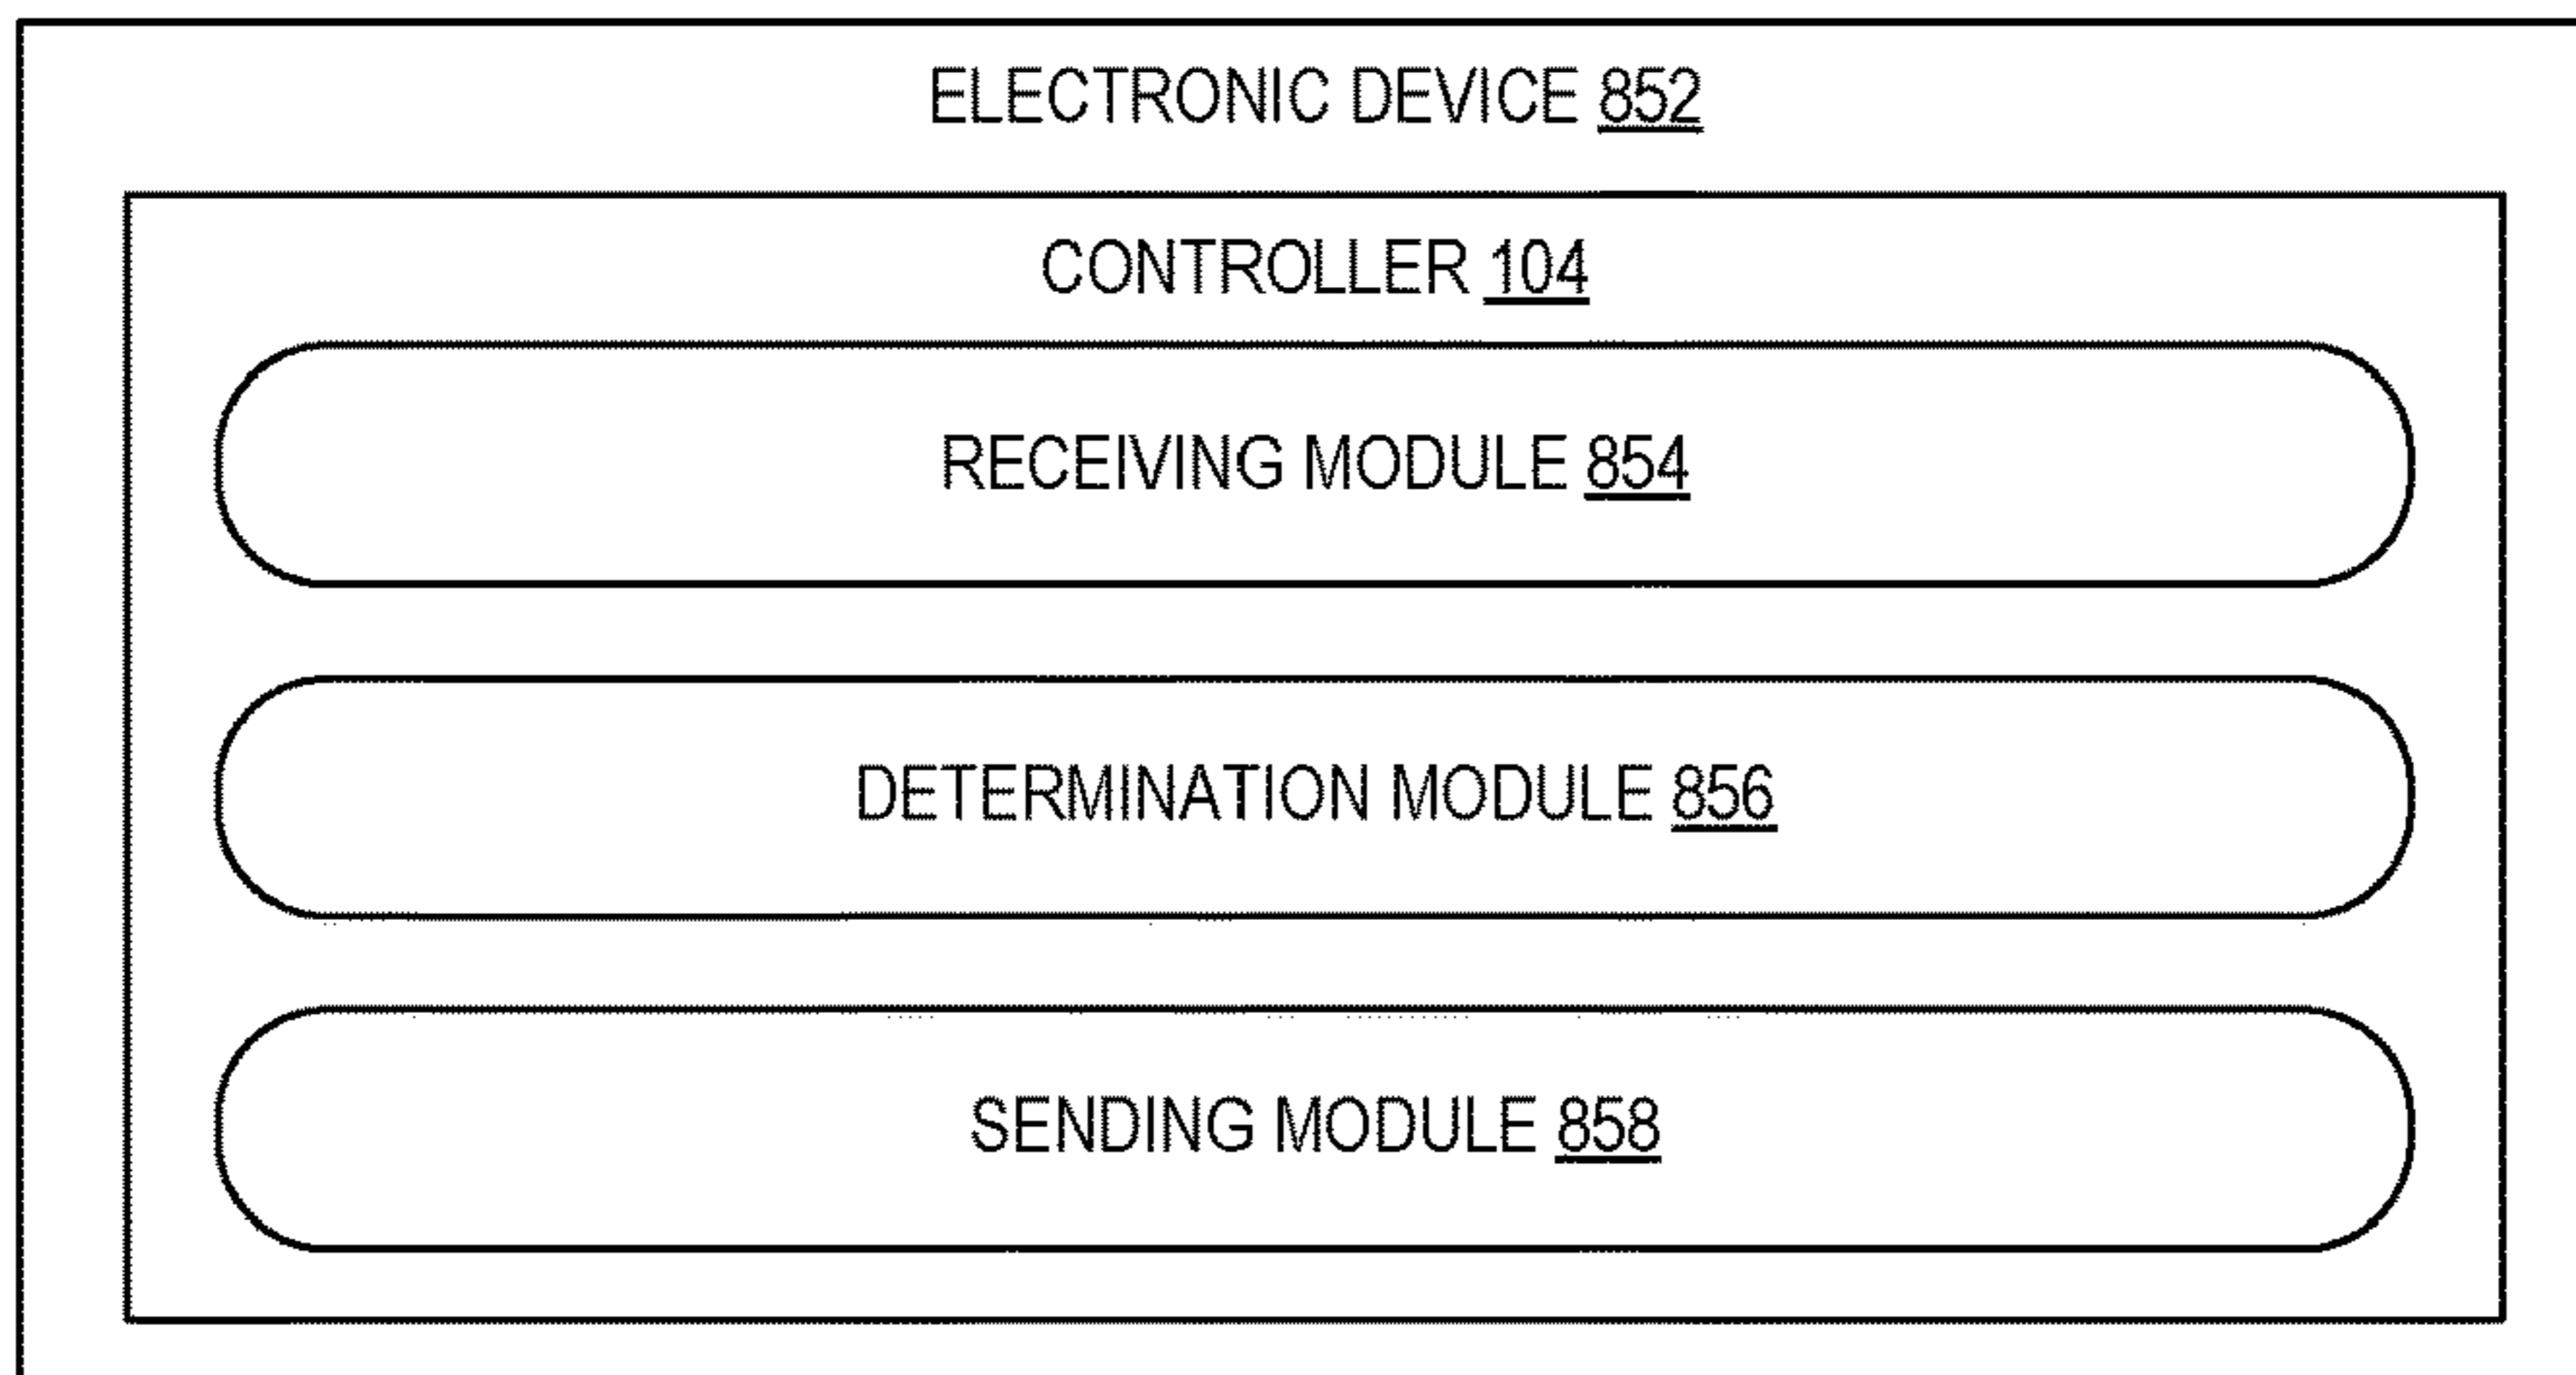 ELECTRONIC DEVICE 852
CONTROLLER 104
RECEIVING MODULE 854
DETERMINATION MODULE 856
SENDING MODULE 858